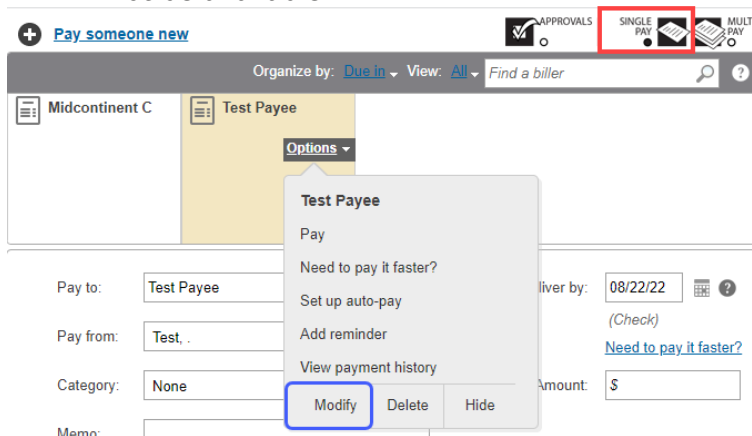 Pay someone new
APPROVALS
SINGLE PAY
MULT PAY
Organize by: Due in View: All Find a biller ?
Midcontinent C
Test Payee
Options
Test Payee
Pay
Need to pay it faster?
Set up auto-pay
Add reminder
View payment history
Modify Delete Hide
Pay to: Test Payee
liver by: 08/22/22 ?
(Check)
Need to pay it faster?
Pay from: Test, .
Category: None
Amount: $
Memo: